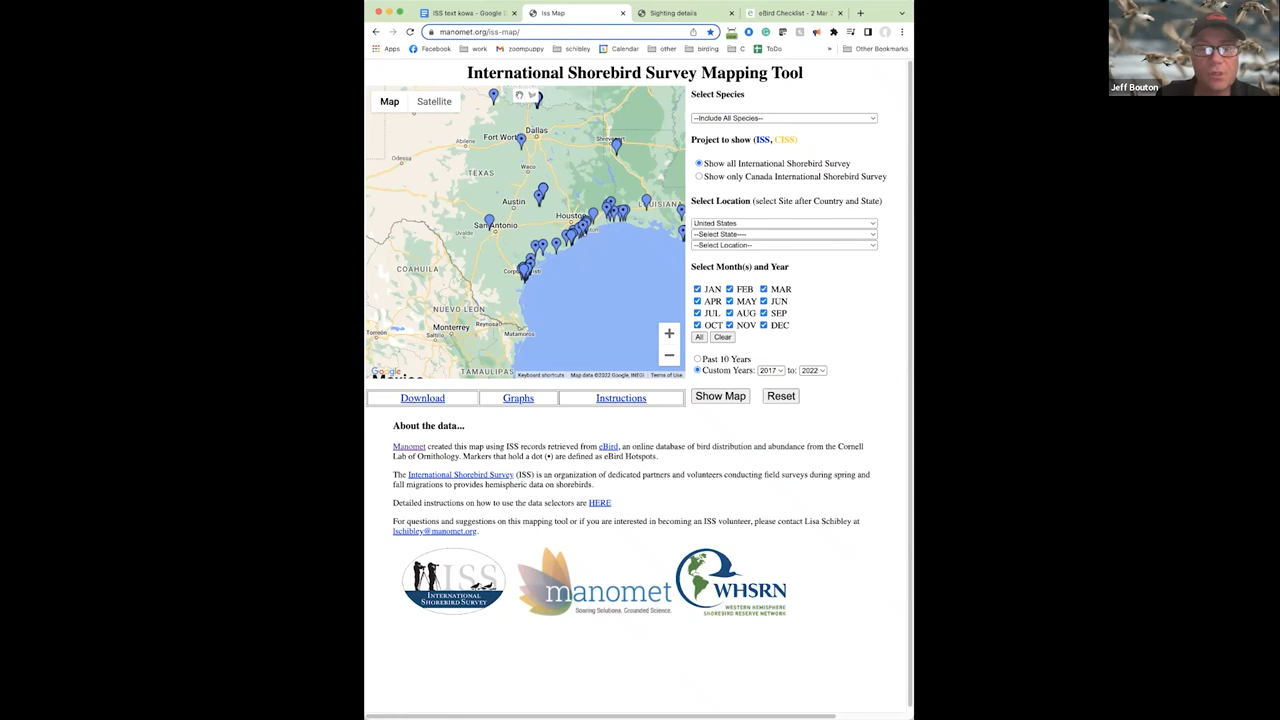 ISS text kowa - Google
Iss Map
Sighting details
eBird Checklist - 2 Mar
manomet.org/iss-map/
Apps
Facebook
work
zoompuppy
schibley
Calendar
other
birding
C
ToDo
»
Other Bookmarks
Jeff Bouton
International Shorebird Survey Mapping Tool
Map
Satellite
Dallas
Fort Wort
Abilene
Odessa
Shreveport
Waco
TEXAS
Austin
LOUISIANA
Houston
San Antonio
Uvalde
COAHUILA
NUEVO LEON
Monterrey
Reynosa
Matamoros
Torreón
Saltillo
TAMAULIPAS
Google
Mexico
Keyboard shortcuts
Map data ©2022 Google, INEGI
Terms of Use
Select Species
--Include All Species--
Project to show (ISS, CISS)
Show all International Shorebird Survey
Show only Canada International Shorebird Survey
Select Location (select Site after Country and State)
United States
--Select State----
--Select Location--
Select Month(s) and Year
JAN FEB MAR
APR MAY JUN
JUL AUG SEP
OCT NOV DEC
All Clear
Past 10 Years
Custom Years: 2017 to: 2022
Show Map Reset
Download Graphs Instructions
About the data...
Manomet created this map using ISS records retrieved from eBird, an online database of bird distribution and abundance from the Cornell
Lab of Ornithology. Markers that hold a dot (•) are defined as eBird Hotspots.
The International Shorebird Survey (ISS) is an organization of dedicated partners and volunteers conducting field surveys during spring and
fall migrations to provides hemispheric data on shorebirds.
Detailed instructions on how to use the data selectors are HERE
For questions and suggestions on this mapping tool or if you are interested in becoming an ISS volunteer, please contact Lisa Schibley at
lschibley@manomet.org.
ISS
INTERNATIONAL
SHOREBIRD SURVEY
manomet
Soaring Solutions. Grounded Science.
WHSRN
WESTERN HEMISPHERE
SHOREBIRD RESERVE NETWORK